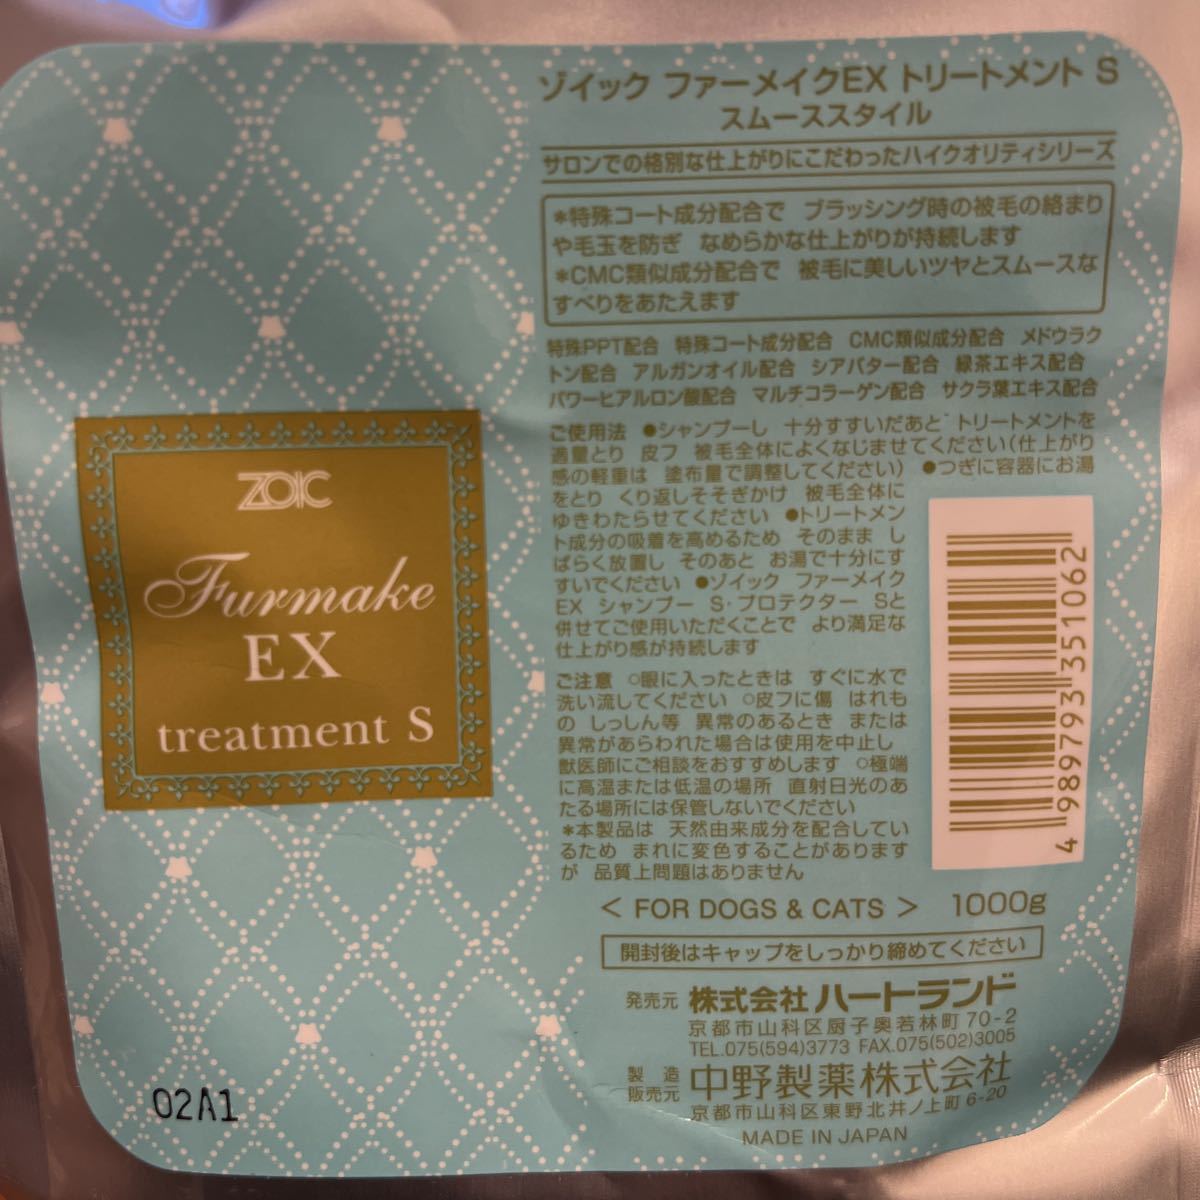 ZOIC
Furmake
EX
treatment S
02A1
ゾイック ファーメイクEX トリートメント S
スムーススタイル
サロンでの格別な仕上がりにこだわったハイクオリティシリーズ
*特殊コート成分配合で ブラッシング時の被毛の絡まり
や毛玉を防ぎ なめらかな仕上がりが持続します
*CMC類似成分配合で 被毛に美しいツヤとスムースな
すべりをあたえます
特殊PPT配合 特殊コート成分配合 CMC類似成分配合 メドウラク
トン配合 アルガンオイル配合 シアバター配合 緑茶エキス配合
パワーヒアルロン酸配合 マルチコラーゲン配合 サクラ葉エキス配合
ご使用法 ●シャンプーし 十分すすいだあと トリートメントを
適量とり 皮フ 被毛全体によくなじませてください(仕上がり
感の軽重は 塗布量で調整してください) ●つぎに容器にお湯
をとり くり返しそそぎかけ 被毛全体に
ゆきわたらせてください ●トリートメン
ト成分の吸着を高めるため そのまま し
ばらく放置し そのあと お湯で十分にす
すいでください ●ゾイック ファーメイク
EX シャンプー S・プロテクター Sと
併せてご使用いただくことで より満足な
仕上がり感が持続します
ご注意 ○眼に入ったときは すぐに水で
洗い流してください ○皮フに傷 はれも
の しっしん等 異常のあるとき または
異常があらわれた場合は使用を中止し
獣医師にご相談をおすすめします ○極端
に高温または低温の場所 直射日光のあ
たる場所には保管しないでください
*本製品は 天然由来成分を配合してい
るため まれに変色することがあります
が 品質上問題はありません
4989793351062
< FOR DOGS & CATS > 1000g
開封後はキャップをしっかり締めてください
発売元 株式会社 ハートランド
京都市山科区厨子奥若林町 70-2
TEL.075(594)3773 FAX.075(502)3005
製造
販売元 中野製薬株式会社
京都市山科区東野北井ノ上町 6-20
MADE IN JAPAN